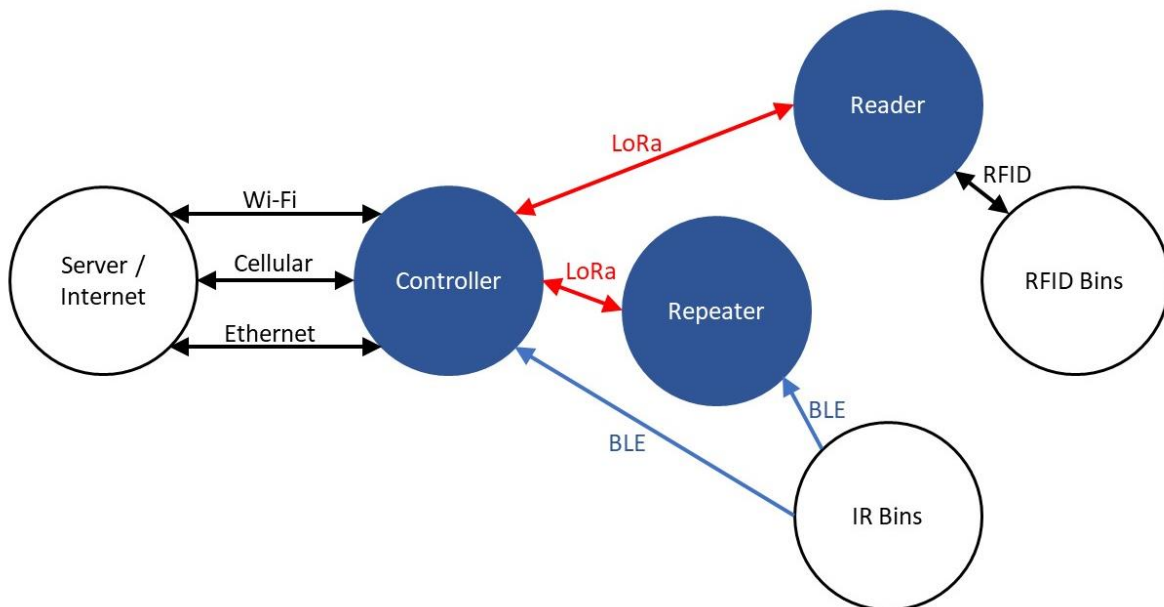 Reader
LoRa
RFID
Wi-Fi
Server /
Internet
Cellular
Controller
LoRa
RFID Bins
Repeater
Ethernet
BLE
BLE
IR Bins